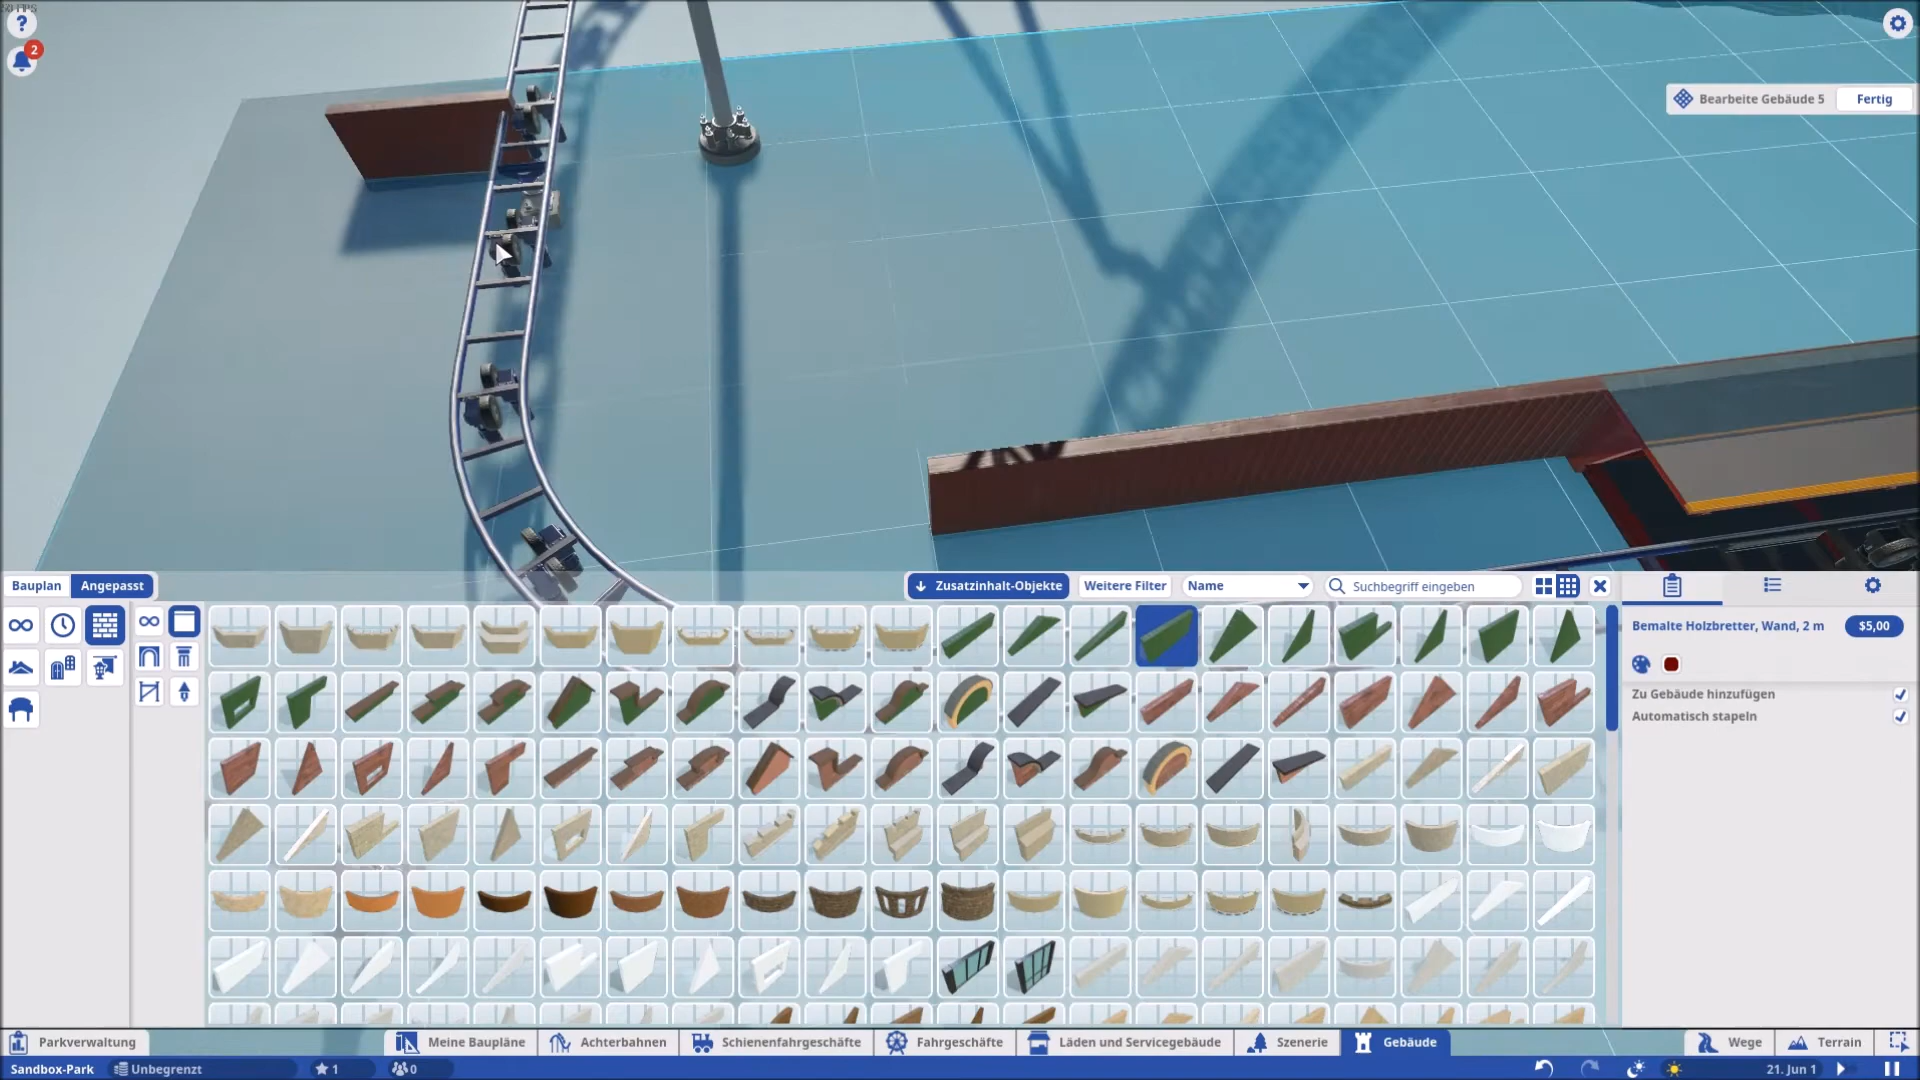 50 FPS
?
2
Bearbeite Gebäude 5
Fertig
Bauplan
Angepasst
Zusatzinhalt-Objekte
Weitere Filter
Name
Suchbegriff eingeben
Bemalte Holzbretter, Wand, 2 m
$5,00
Zu Gebäude hinzufügen
Automatisch stapeln
Parkverwaltung
Meine Baupläne
Achterbahnen
Schienenfahrgeschäfte
Fahrgeschäfte
Läden und Servicegebäude
Szenerie
Gebäude
Wege
Terrain
Sandbox-Park
Unbegrenzt
1
0
21. Jun 1